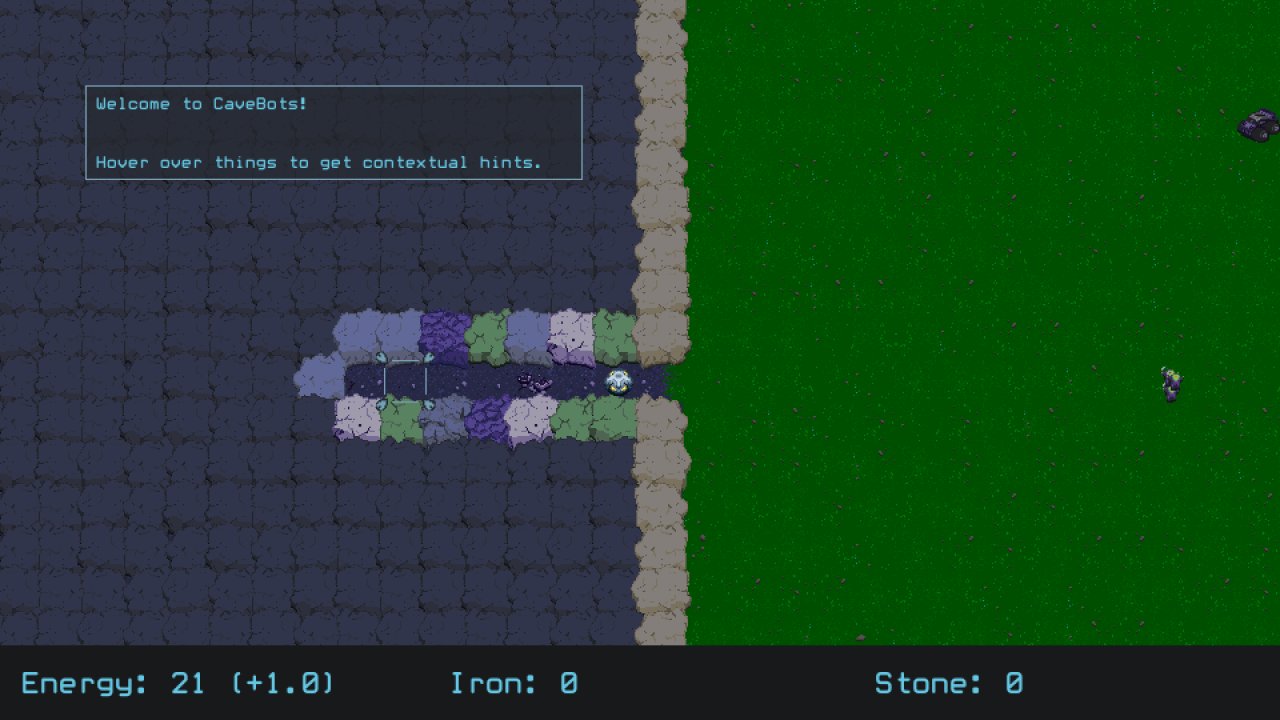 Welcome to CaveBots!
Hover over things to get contextual hints.
Energy: 21 (+1.0) Iron: 0 Stone: 0